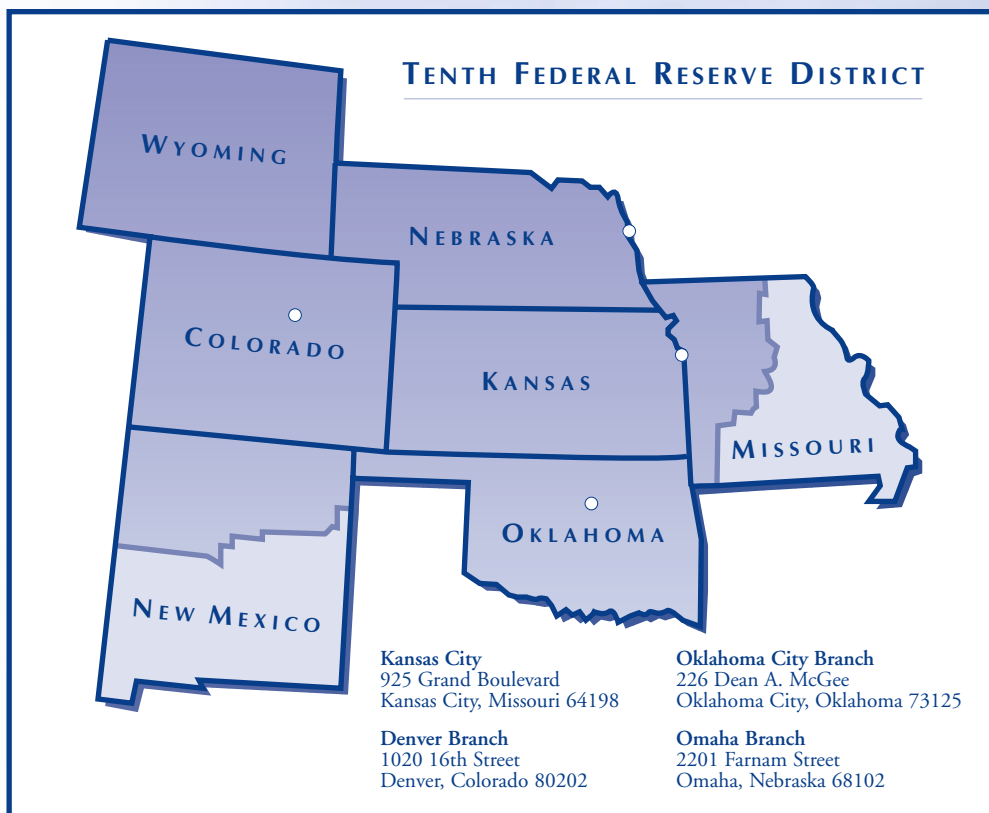 TENTH FEDERAL RESERVE DISTRICT
WYOMING
NEBRASKA
COLORADO
KANSAS
MISSOURI
OKLAHOMA
NEW MEXICO
Kansas City
925 Grand Boulevard
Kansas City, Missouri 64198
Oklahoma City Branch
226 Dean A. McGee
Oklahoma City, Oklahoma 73125
Denver Branch
1020 16th Street
Denver, Colorado 80202
Omaha Branch
2201 Farnam Street
Omaha, Nebraska 68102